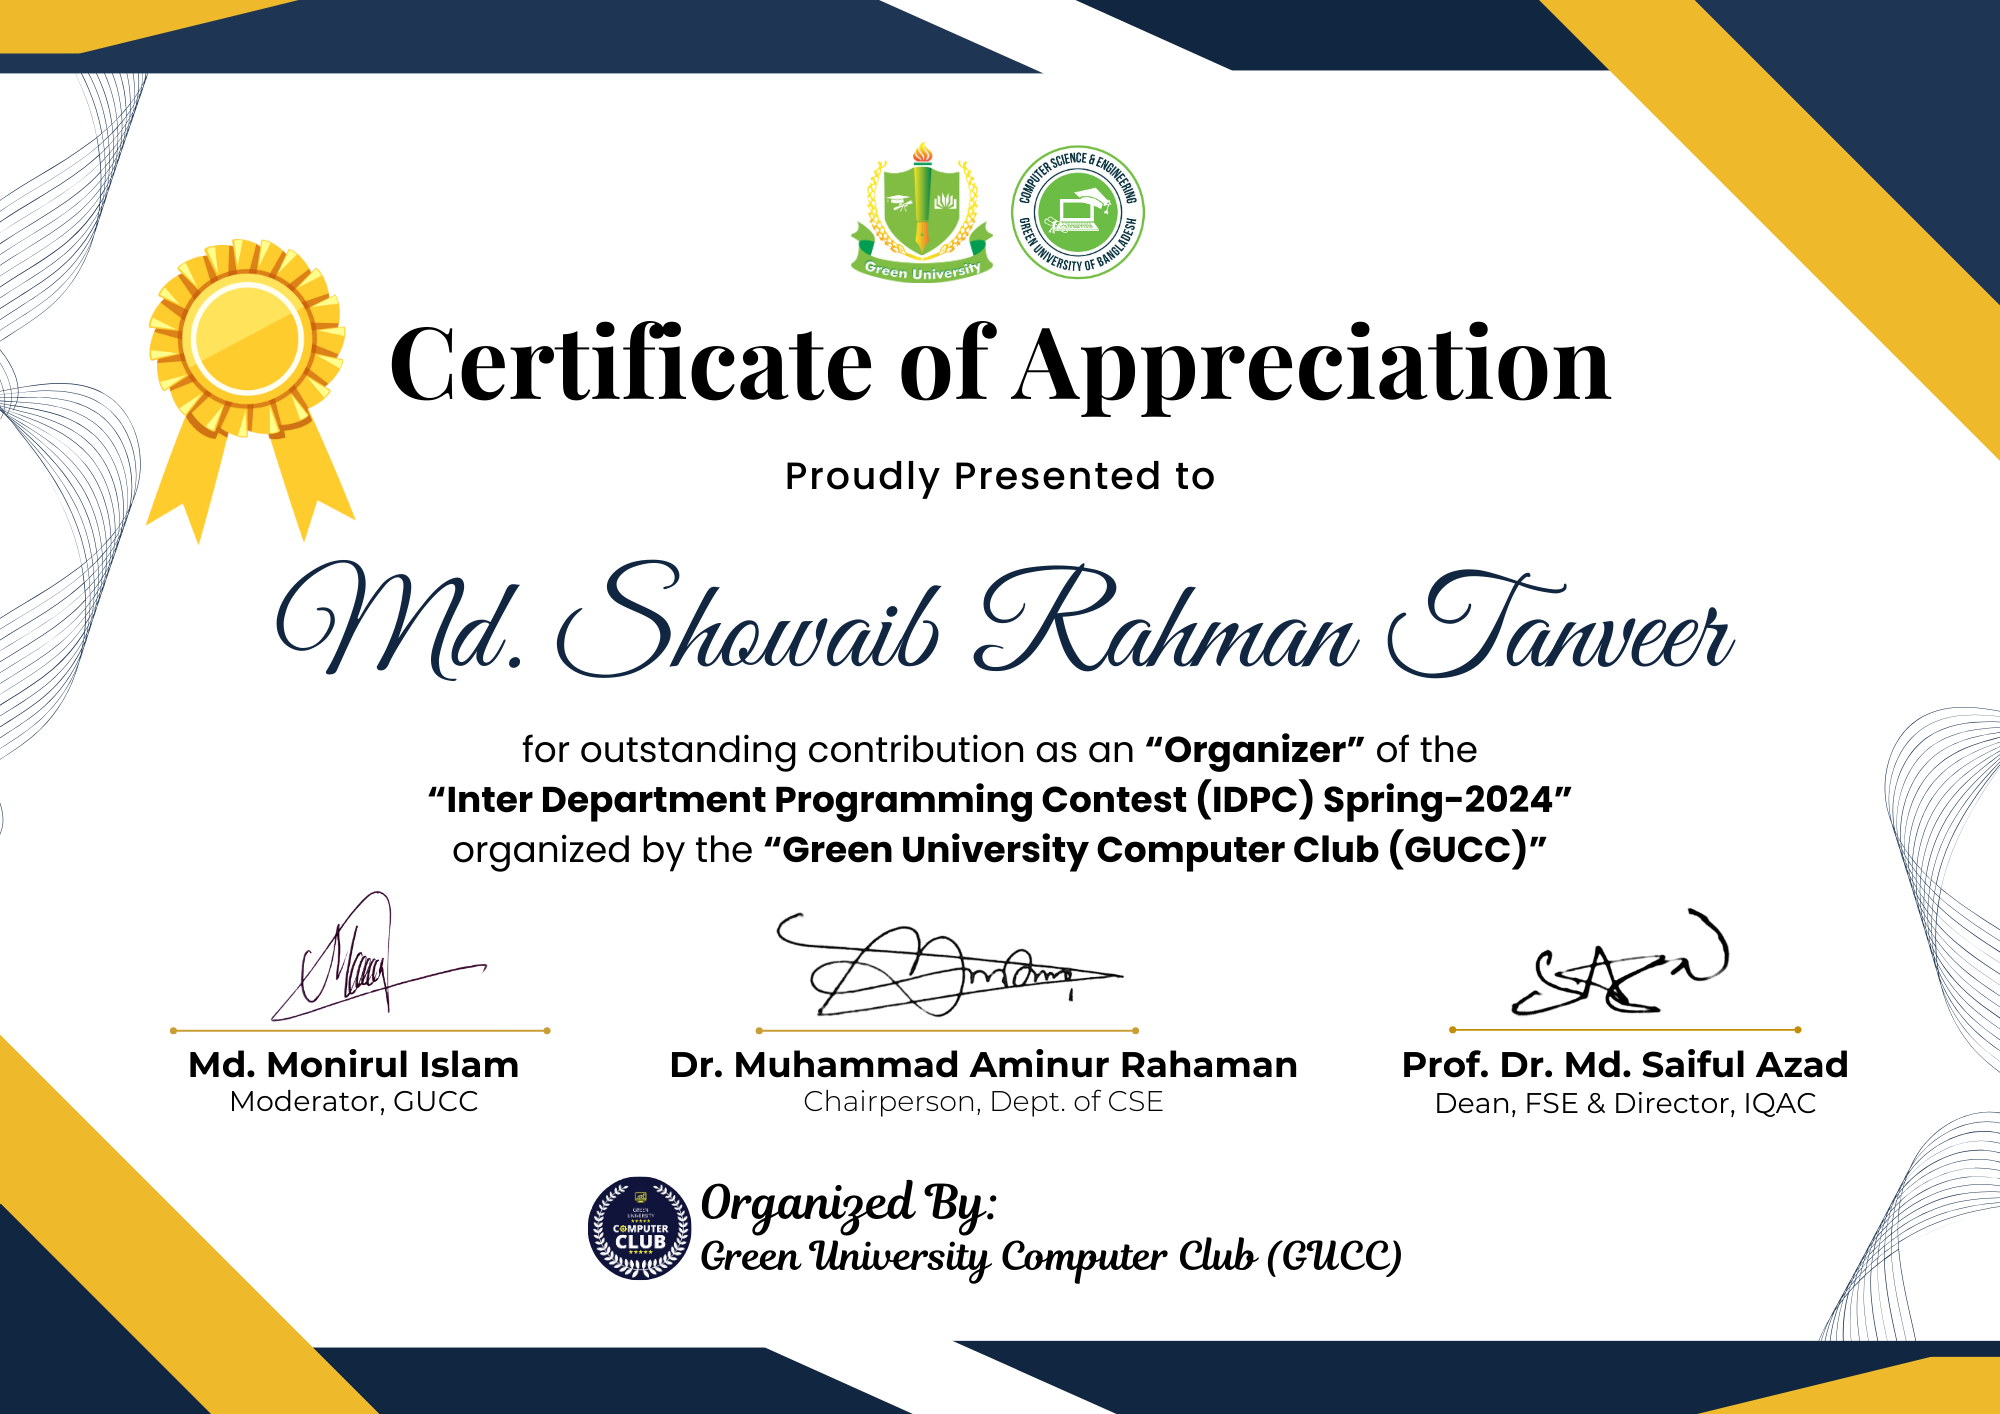 Green University
COMPUTER SCIENCE & ENGINEERING
GREEN UNIVERSITY OF BANGLADESH
Certificate of Appreciation
Proudly Presented to
Md. Showaib Rahman Tanveer
for outstanding contribution as an “Organizer” of the
“Inter Department Programming Contest (IDPC) Spring-2024”
organized by the “Green University Computer Club (GUCC)”
Md. Monirul Islam
Moderator, GUCC
Dr. Muhammad Aminur Rahaman
Chairperson, Dept. of CSE
Prof. Dr. Md. Saiful Azad
Dean, FSE & Director, IQAC
GREEN
UNIVERSITY
COMPUTER
CLUB
Organized By:
Green University Computer Club (GUCC)